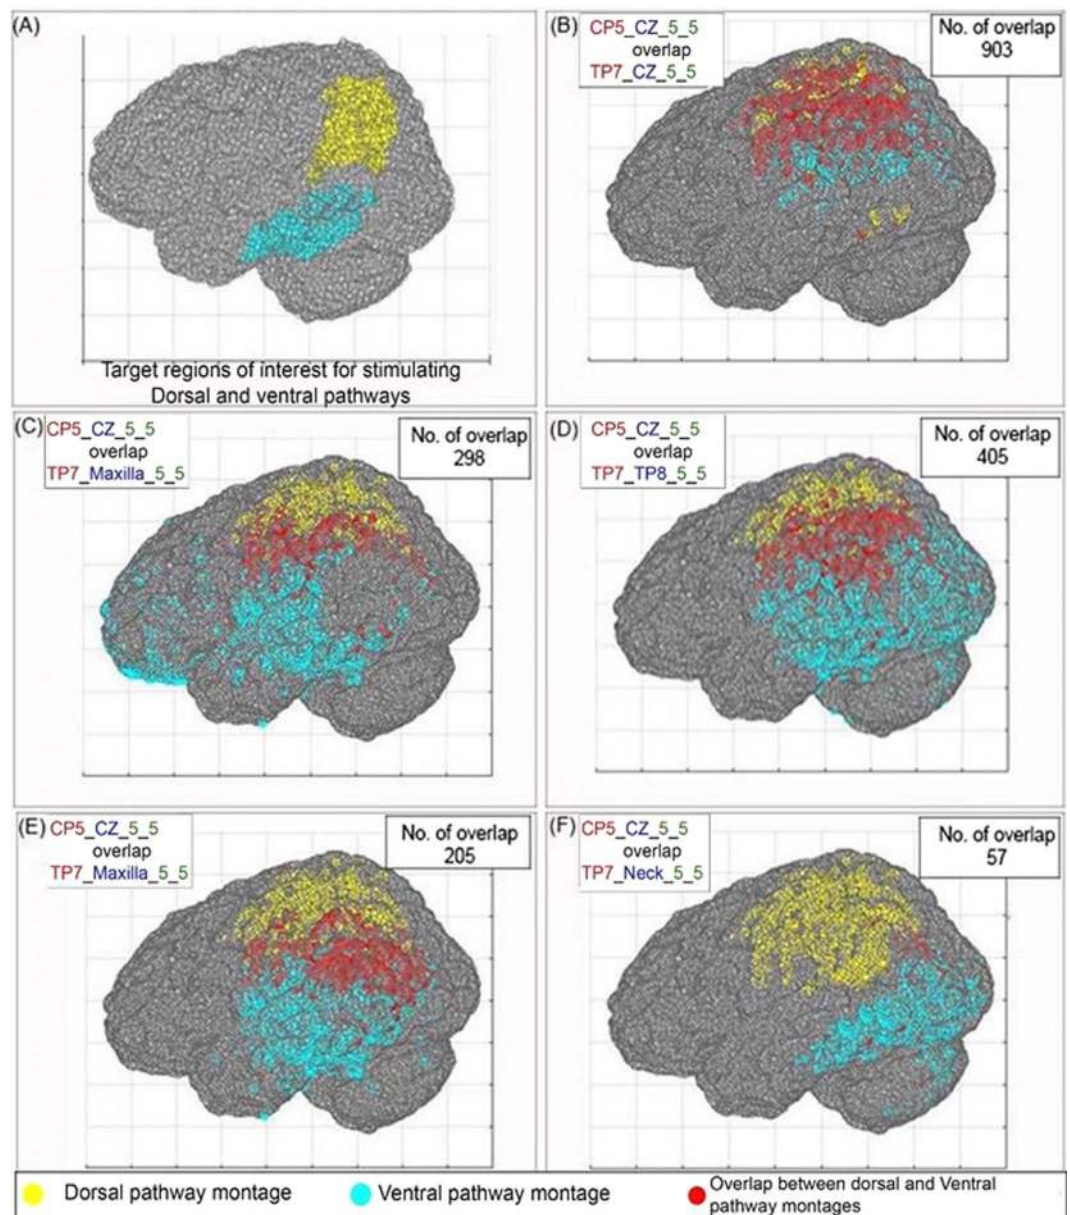 (A)
Target regions of interest for stimulating
Dorsal and ventral pathways
(B)
CP5_CZ_5_5
overlap
TP7_CZ_5_5
No. of overlap
903
(C)
CP5_CZ_5_5
overlap
TP7_Maxilla_5_5
No. of overlap
298
(D)
CP5_CZ_5_5
overlap
TP7_TP8_5_5
No. of overlap
405
(E)
CP5_CZ_5_5
overlap
TP7_Maxilla_5_5
No. of overlap
205
(F)
CP5_CZ_5_5
overlap
TP7_Neck_5_5
No. of overlap
57
Dorsal pathway montage
Ventral pathway montage
Overlap between dorsal and Ventral
pathway montages